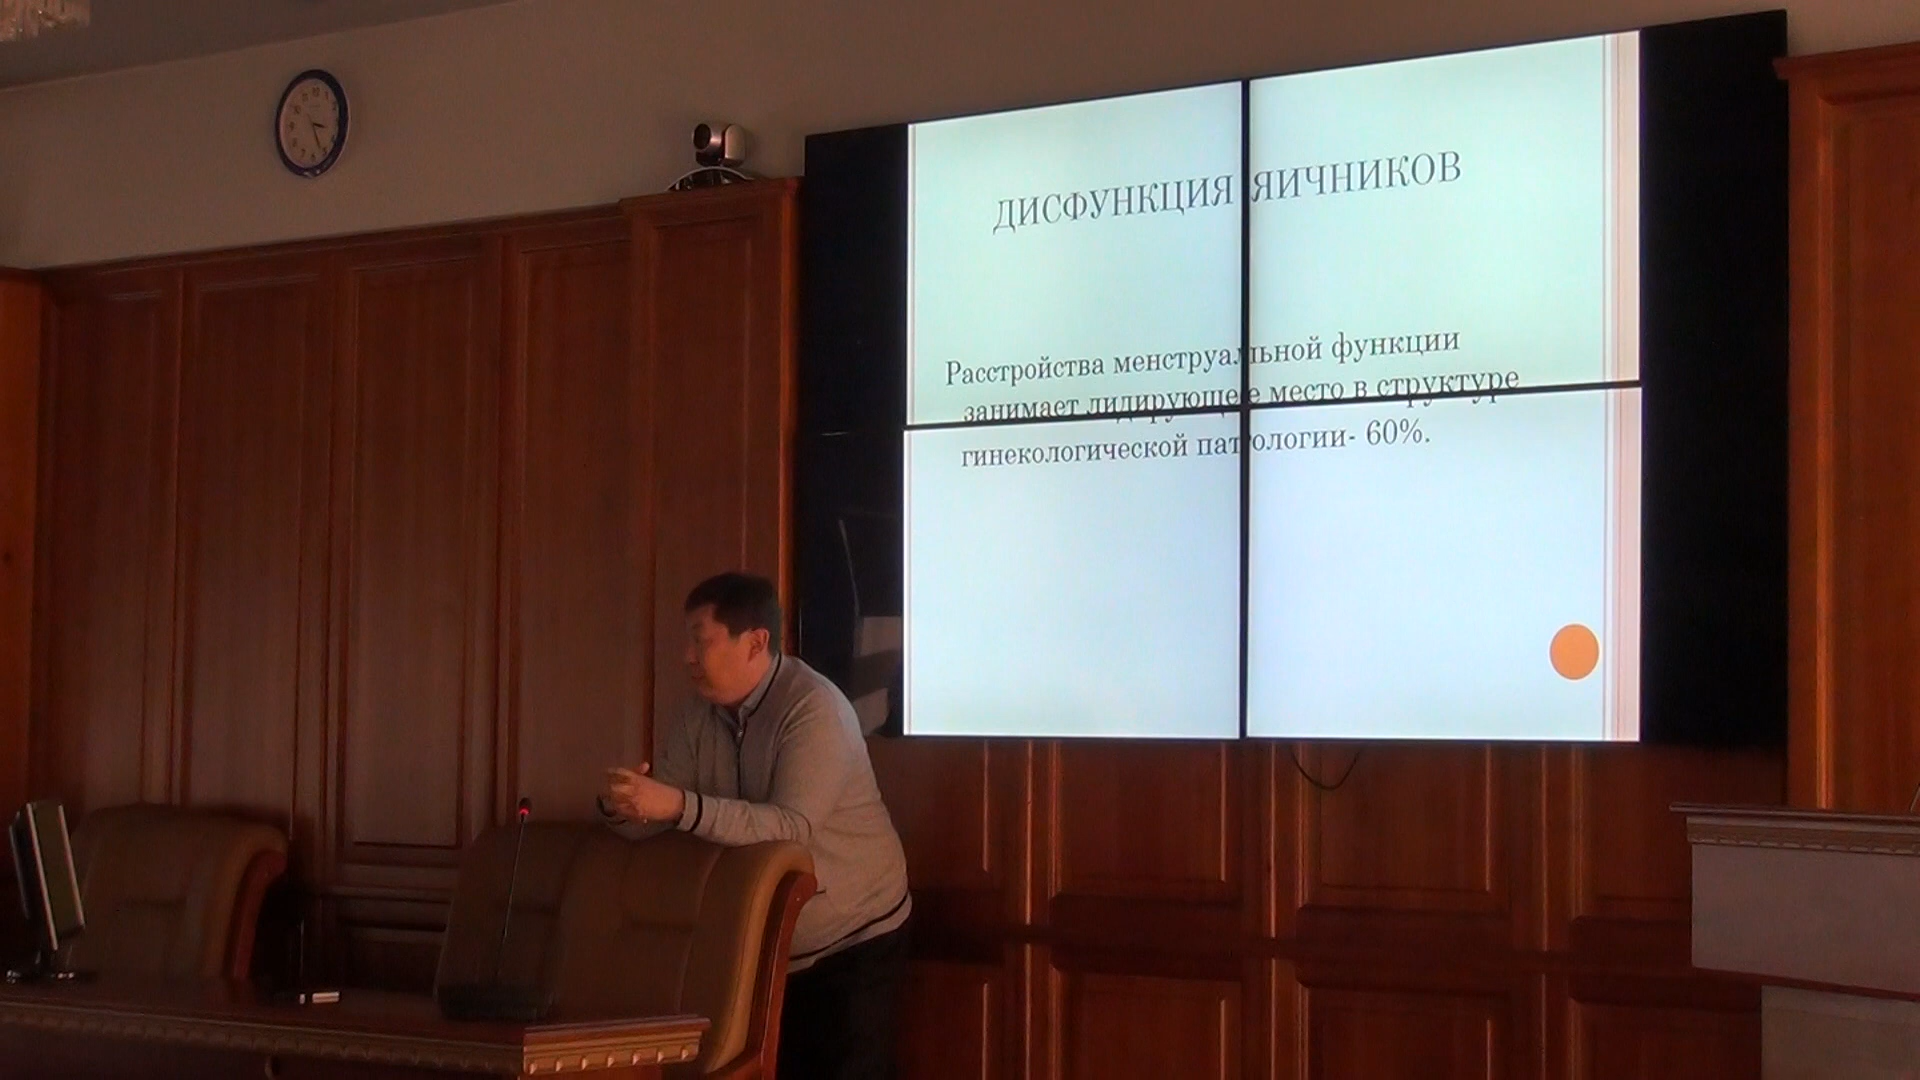 ДИСФУНКЦИЯ ЯИЧНИКОВ
Расстройства менструальной функции
занимает лидирующее место в структуре
гинекологической патологии- 60%.